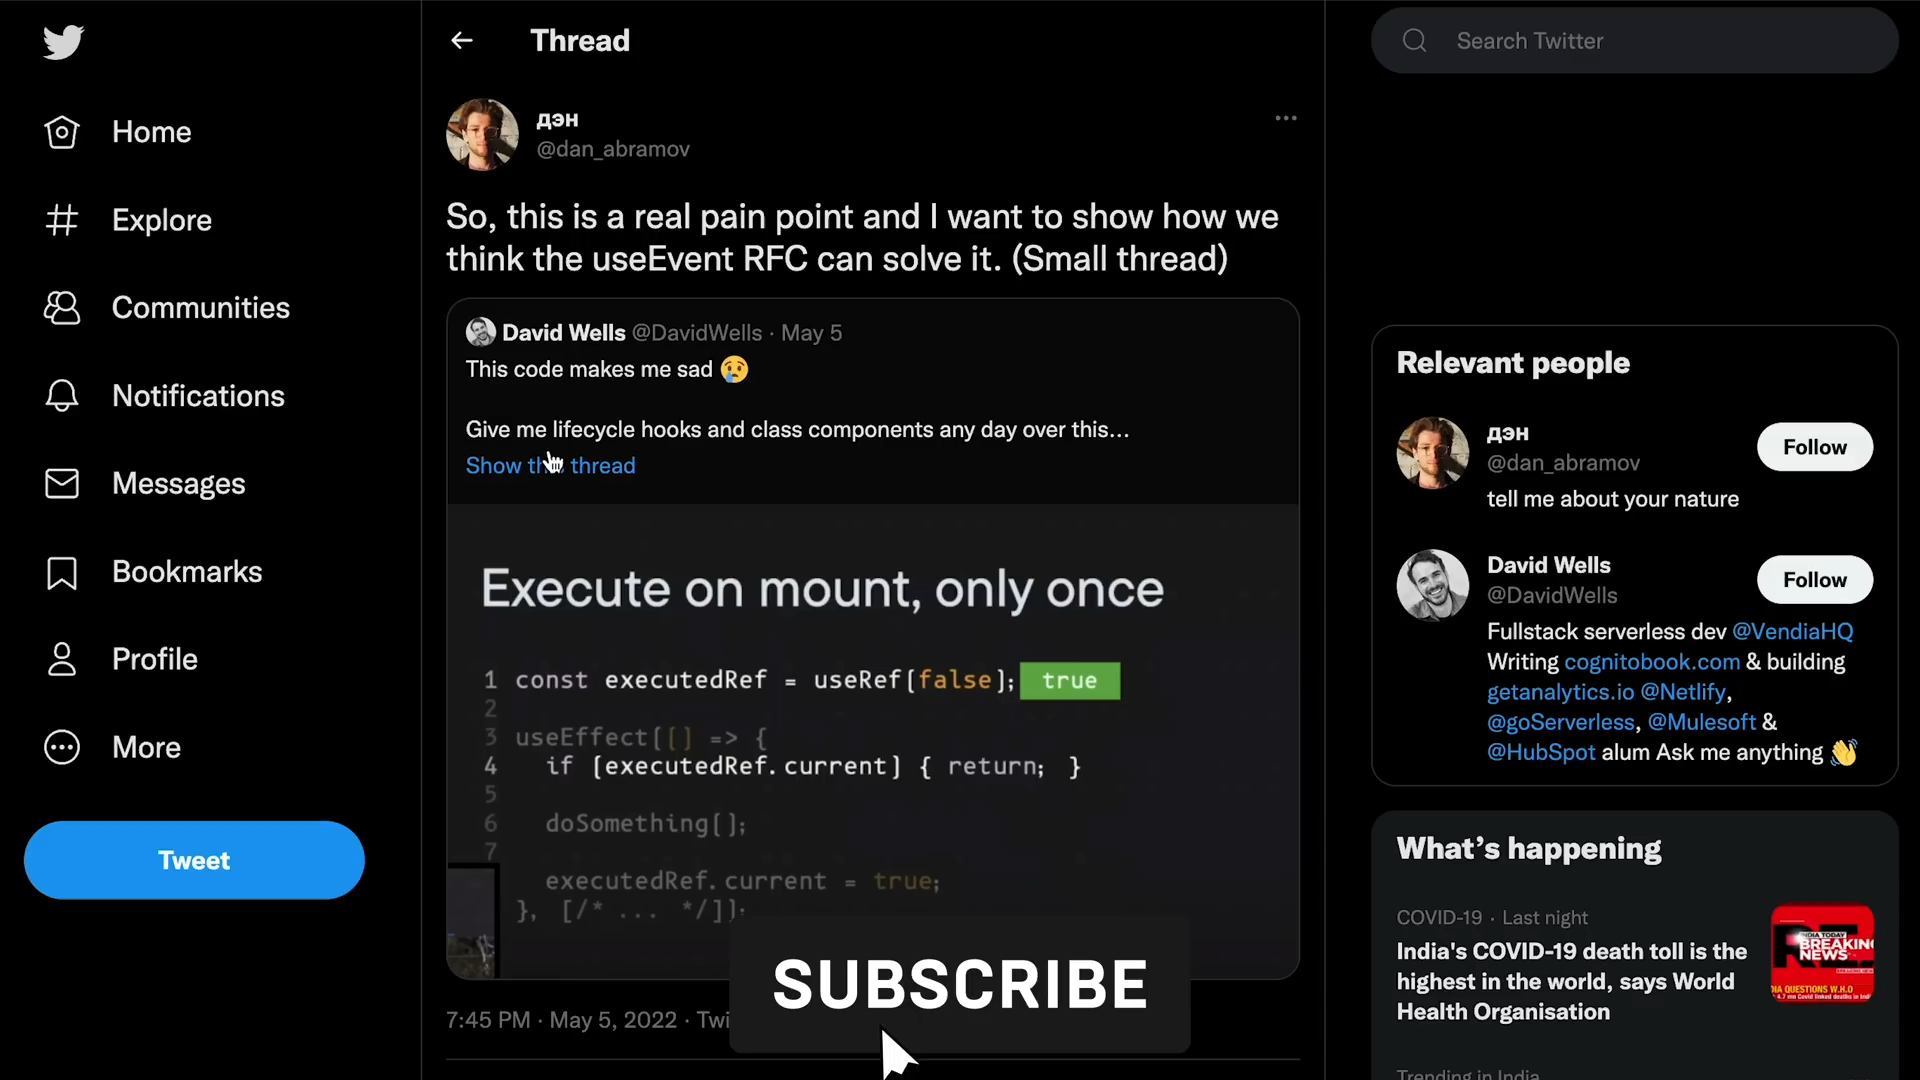 Home
Explore
Communities
Notifications
Messages
Bookmarks
Profile
More
Tweet
Thread
дэн
@dan_abramov
So, this is a real pain point and I want to show how we
think the useEvent RFC can solve it. (Small thread)
David Wells @DavidWells · May 5
This code makes me sad 😢
Give me lifecycle hooks and class components any day over this...
Show this thread
Execute on mount, only once
1 const executedRef = useRef[false]; true
2
3 useEffect[[] => {
4 if [executedRef.current] { return; }
5
6 doSomething[];
7
executedRef.current = true;
}, [/* ... */]];
7:45 PM · May 5, 2022 ·
SUBSCRIBE
Search Twitter
Relevant people
дэн
@dan_abramov
Follow
tell me about your nature
David Wells
@DavidWells
Follow
Fullstack serverless dev @VendiaHQ
Writing cognitobook.com & building
getanalytics.io @Netlify,
@goServerless, @Mulesoft &
@HubSpot alum Ask me anything 👋
What's happening
COVID-19 · Last night
India's COVID-19 death toll is the
highest in the world, says World
Health Organisation
INDIA TODAY
BREAKING
NEWS
Trending in India